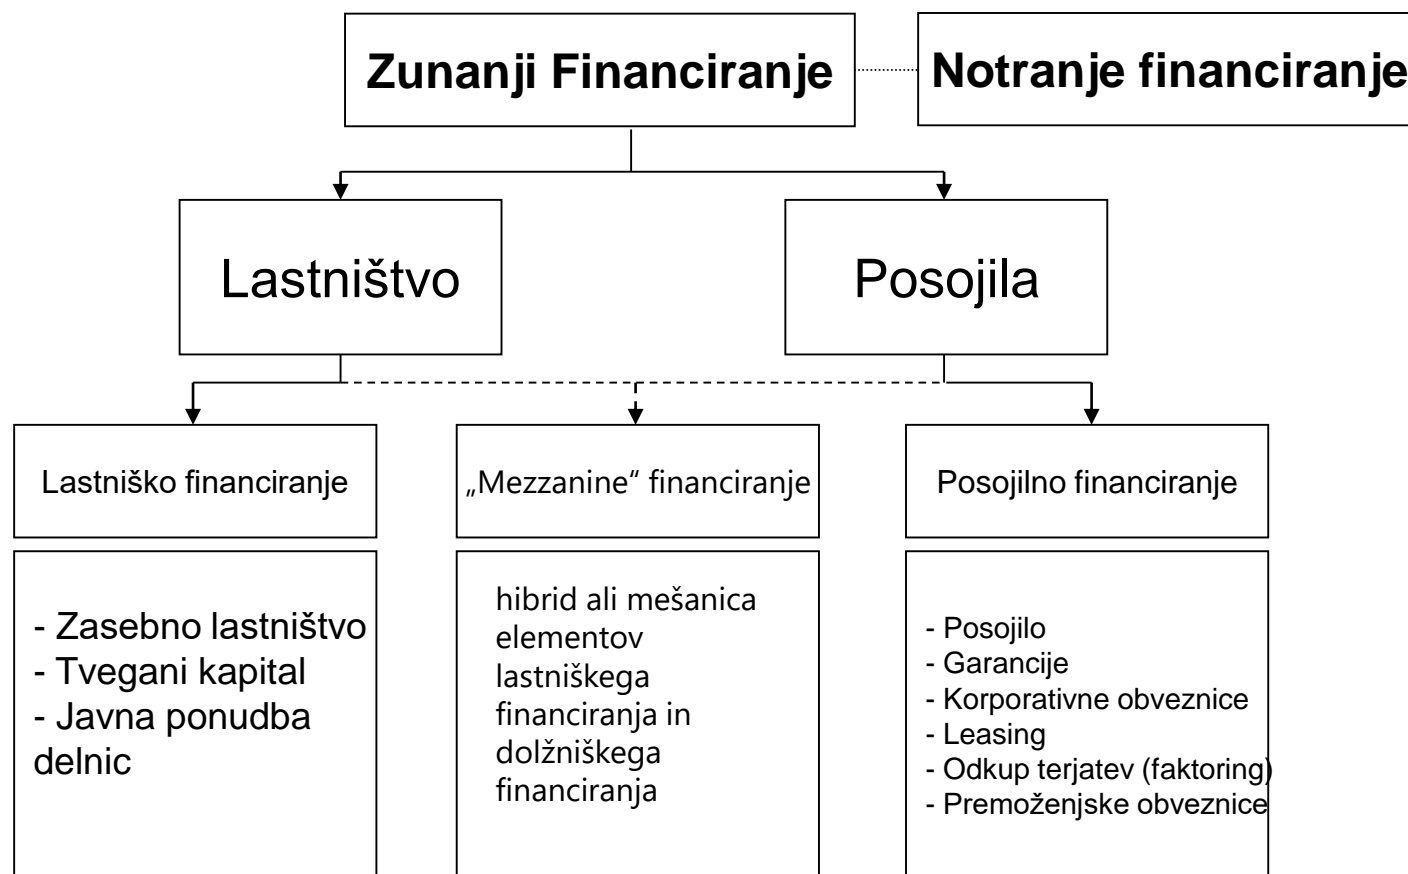 Zunanji Financiranje
Notranje financiranje
Lastništvo
Posojila
Lastniško financiranje
„Mezzanine“ financiranje
Posojilno financiranje
- Zasebno lastništvo
- Tvegani kapital
- Javna ponudba
delnic
hibrid ali mešanica
elementov
lastniškega
financiranja in
dolžniškega
financiranja
- Posojilo
- Garancije
- Korporativne obveznice
- Leasing
- Odkup terjatev (faktoring)
- Premoženjske obveznice